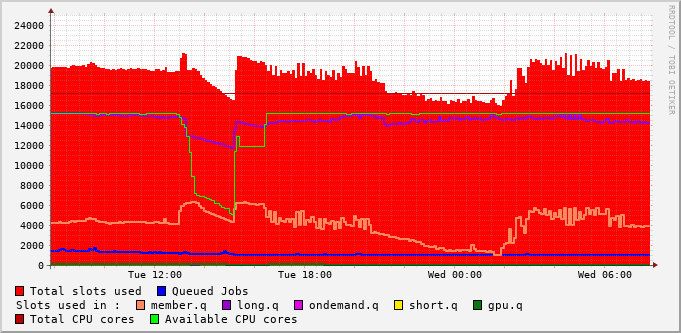 24000
22000
20000
18000
16000
14000
12000
10000
8000
6000
4000
2000
0
Tue 12:00 Tue 18:00 Wed 00:00 Wed 06:00
Total slots used Queued Jobs
Slots used in : member.q long.q ondemand.q short.q gpu.q
Total CPU cores Available CPU cores
RRDTOOL / TOBI OETIKER